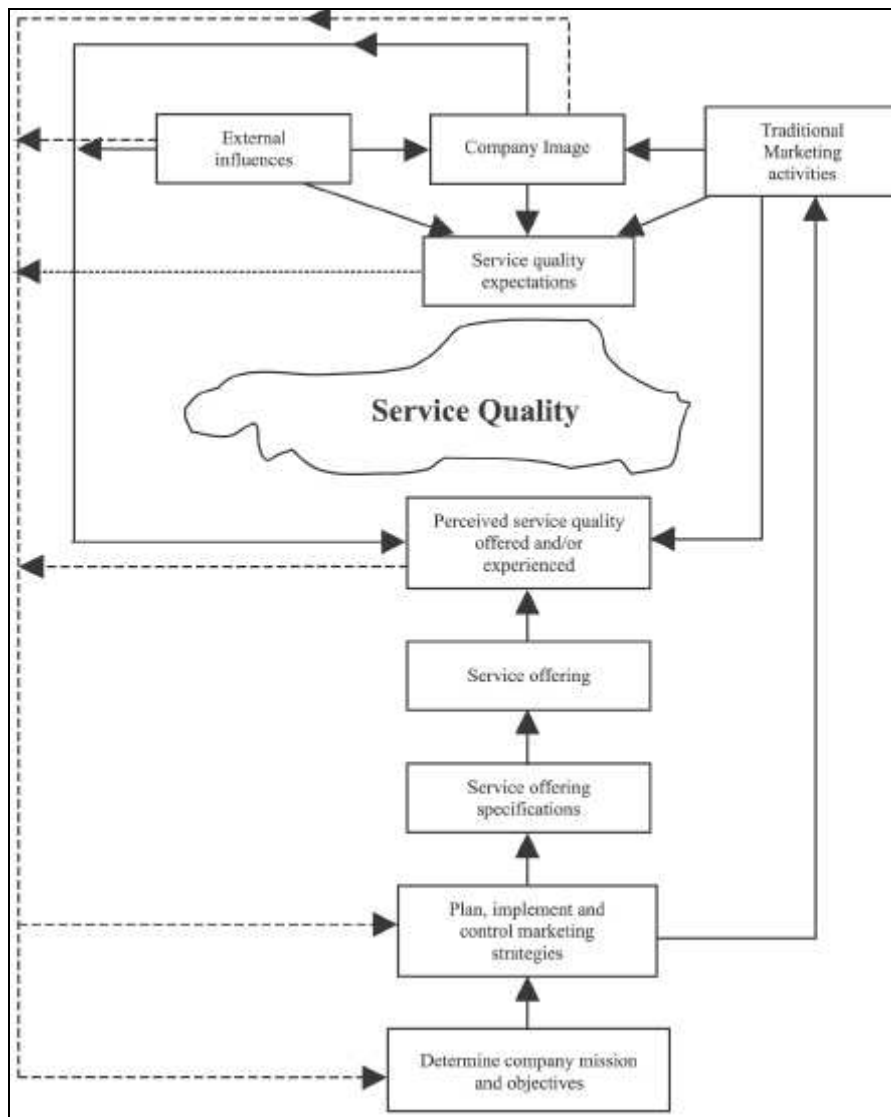 External
influences
Company Image
Traditional
Marketing
activities
Service quality
expectations
Service Quality
Perceived service quality
offered and/or
experienced
Service offering
Service offering
specifications
Plan, implement and
control marketing
strategies
Determine company mission
and objectives